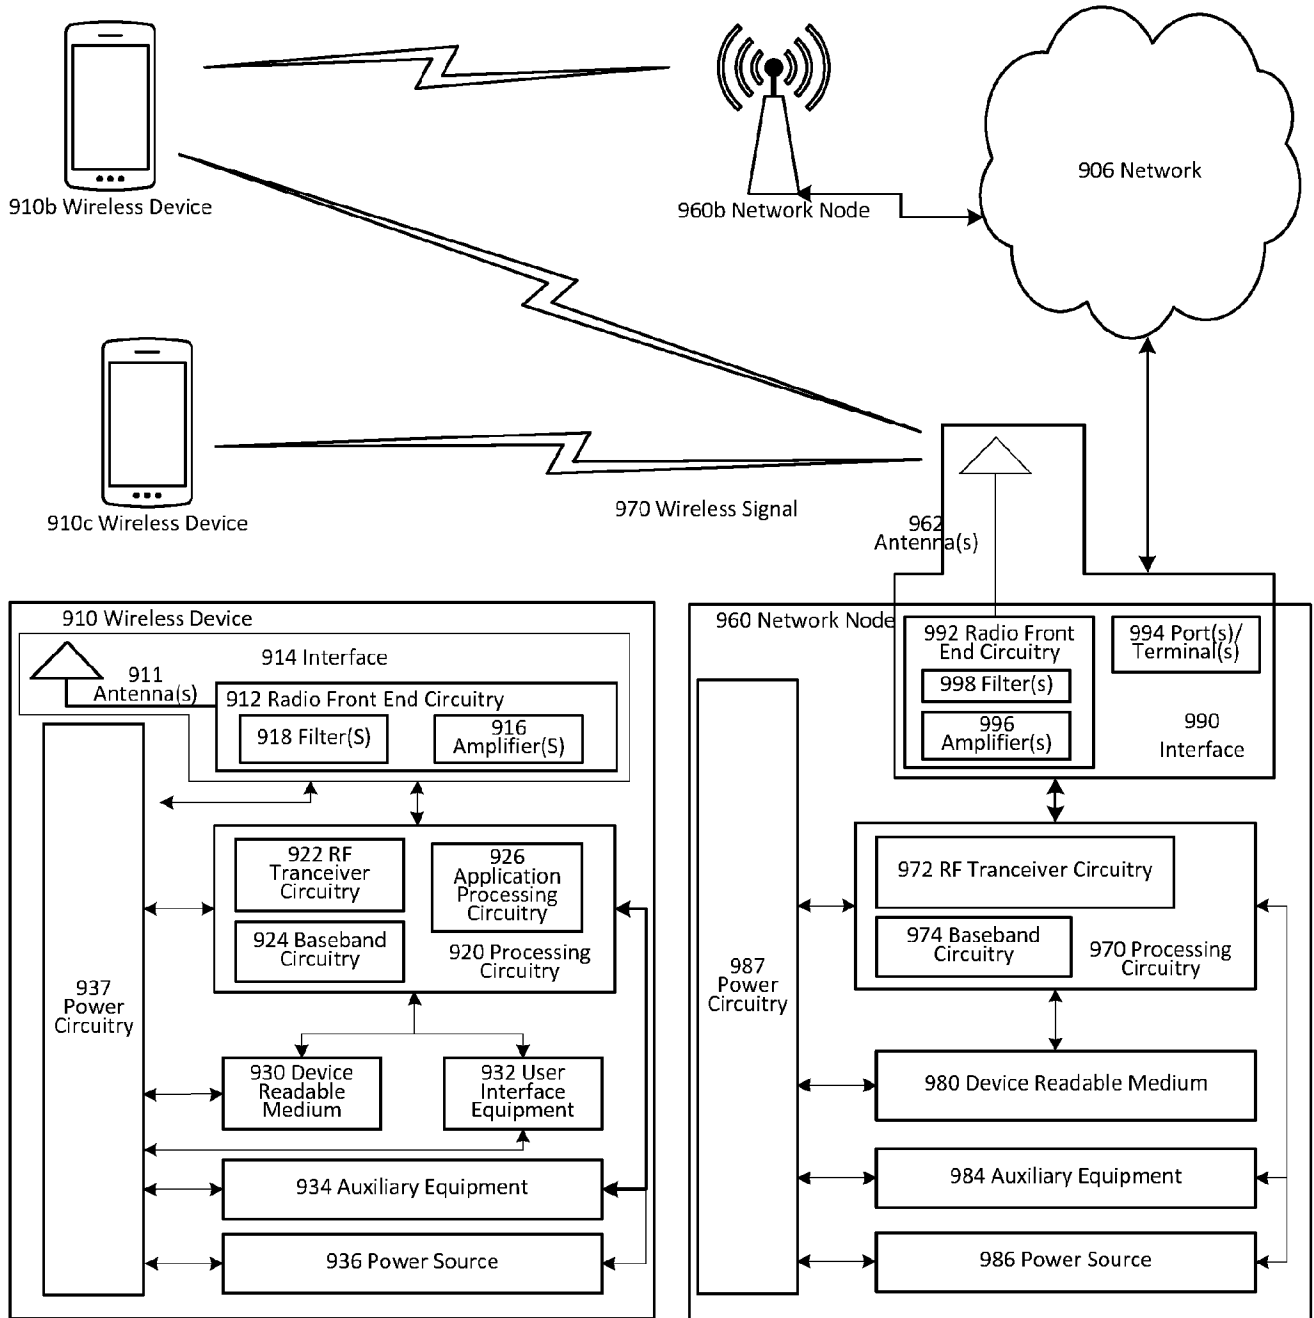 906 Network
910b Wireless Device
960b Network Node
910c Wireless Device
970 Wireless Signal
962
Antenna(s)
910 Wireless Device
914 Interface
911
Antenna(s)
912 Radio Front End Circuitry
918 Filter(S)
916
Amplifier(S)
922 RF
Tranceiver
Circuitry
926
Application
Processing
Circuitry
924 Baseband
Circuitry
920 Processing
Circuitry
937
Power
Circuitry
930 Device
Readable
Medium
932 User
Interface
Equipment
934 Auxiliary Equipment
936 Power Source
960 Network Node
992 Radio Front
End Circuitry
998 Filter(s)
996
Amplifier(s)
994 Port(s)/
Terminal(s)
990
Interface
972 RF Tranceiver Circuitry
974 Baseband
Circuitry
970 Processing
Circuitry
987
Power
Circuitry
980 Device Readable Medium
984 Auxiliary Equipment
986 Power Source